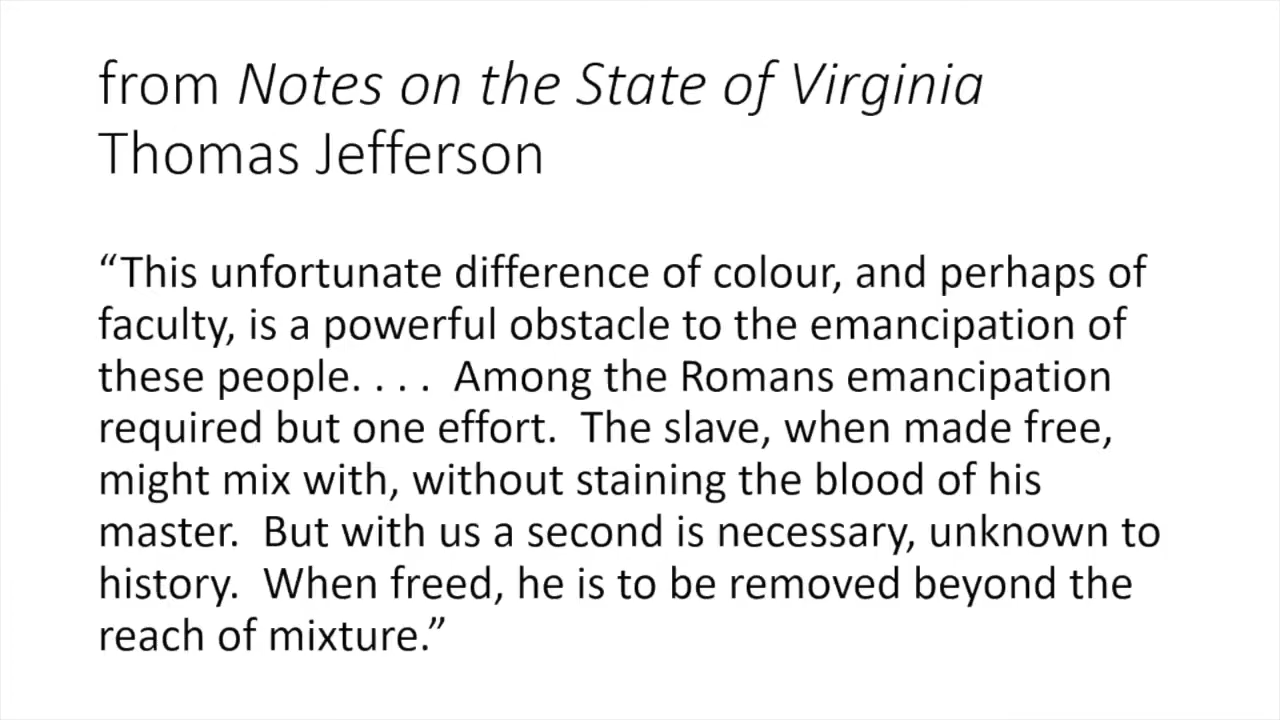 from Notes on the State of Virginia
Thomas Jefferson
“This unfortunate difference of colour, and perhaps of
faculty, is a powerful obstacle to the emancipation of
these people. . . .  Among the Romans emancipation
required but one effort.  The slave, when made free,
might mix with, without staining the blood of his
master.  But with us a second is necessary, unknown to
history.  When freed, he is to be removed beyond the
reach of mixture.”